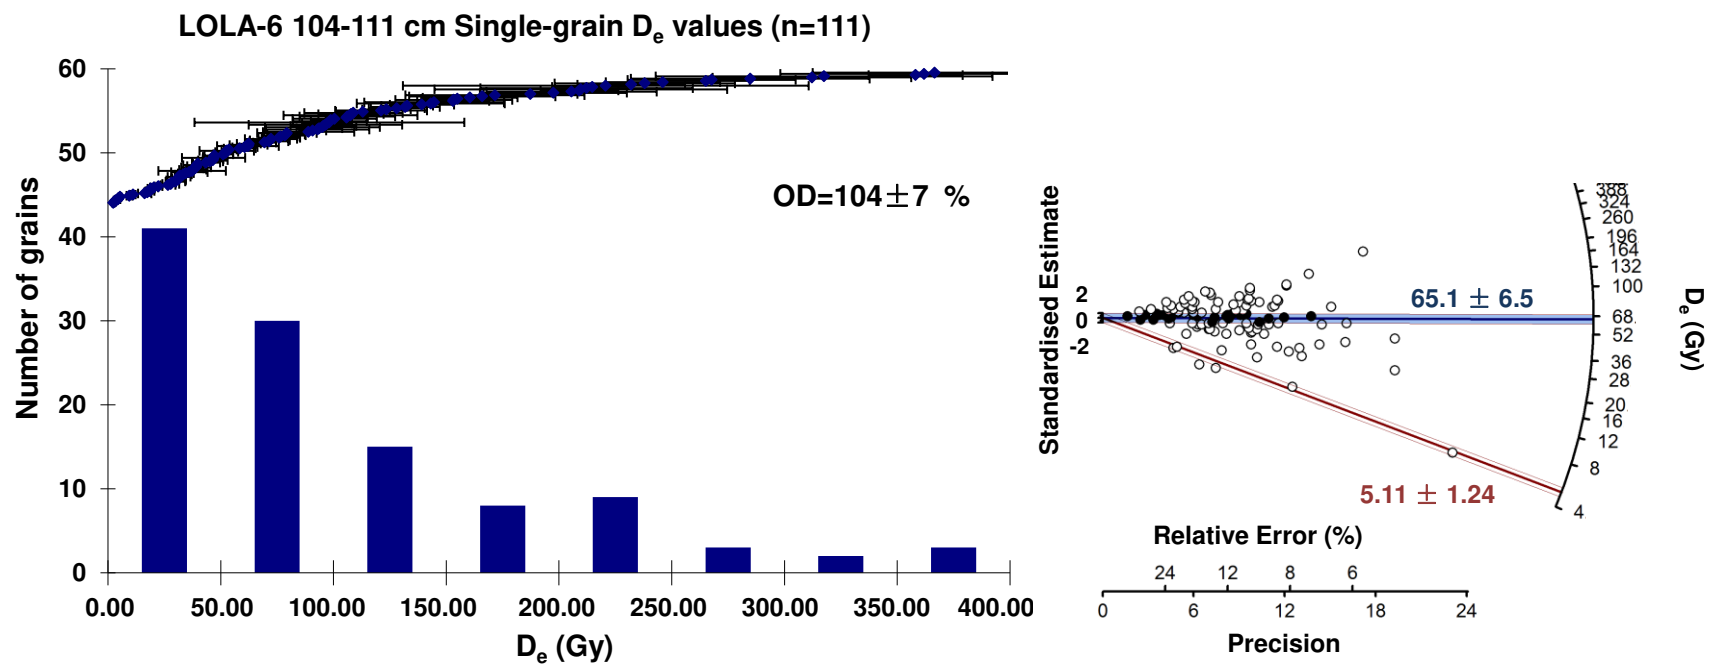 LOLA-6 104-111 cm Single-grain De values (n=111)
60
50
40
30
20
10
0
Number of grains
OD=104±7 %
0.00 50.00 100.00 150.00 200.00 250.00 300.00 350.00 400.00
De (Gy)
Standardised Estimate
2
0
-2
65.1 ± 6.5
5.11 ± 1.24
388
324
260
196
164
132
100
68
52
36
28
20
16
12
8
4
De (Gy)
Relative Error (%)
24 12 8 6
0 6 12 18 24
Precision